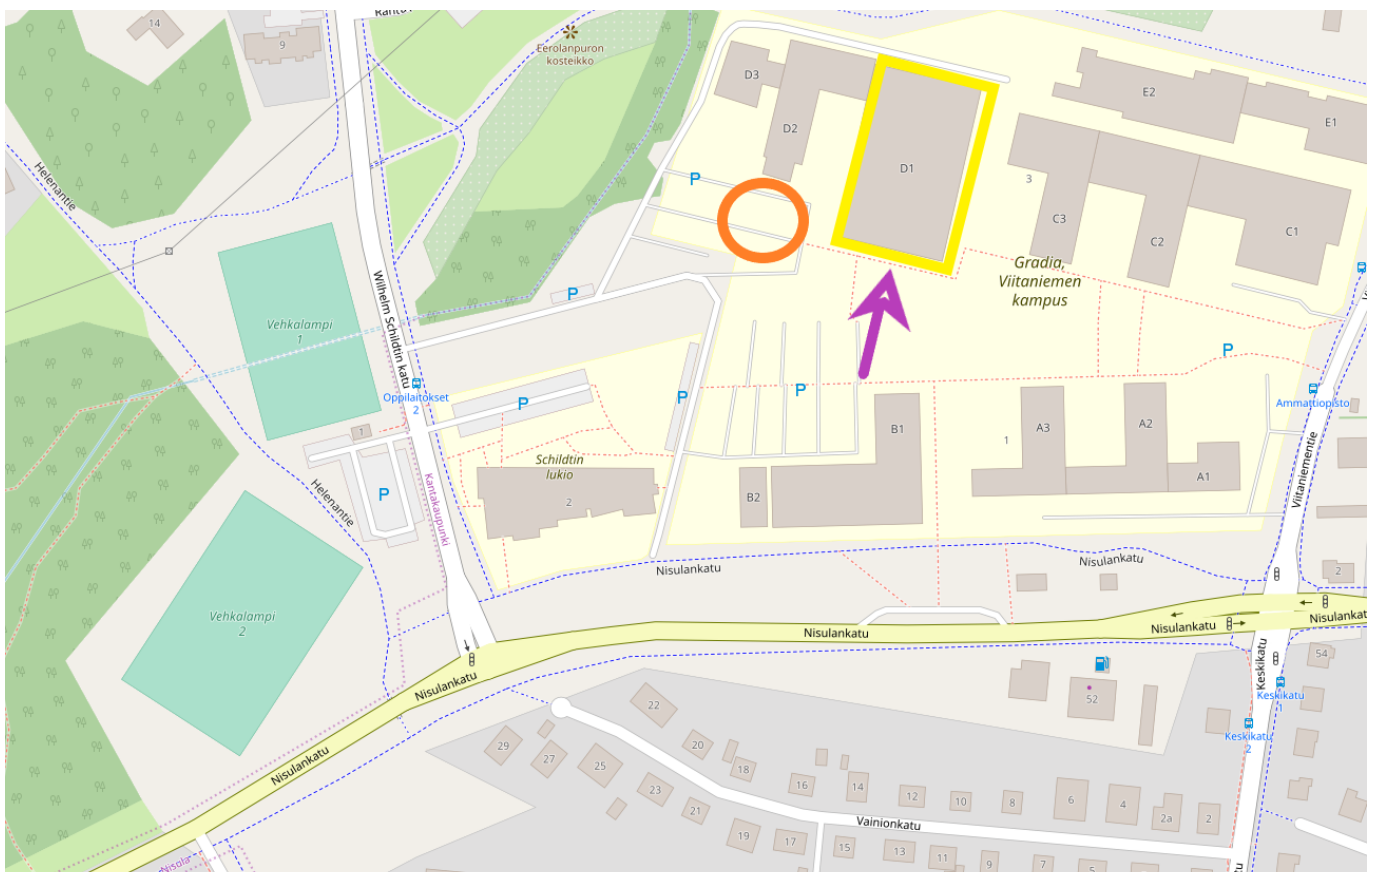 14
9
Eerolanpuron
kosteikko
D3
D2
D1
E2
E1
3
C3
C2
C1
P
Helenantie
Gradia,
Viitaniemen
kampus
Wilhelm Schildtin katu
P
Vehkalampi
1
P
P
Oppilaitokset
2
Ammattiopisto
P
P
P
1
B1
1
A3
A2
A1
Schildtin
lukio
2
B2
P
Helenantie
Kantakaupunki
Viitaniementie
Nisulankatu
Nisulankatu
2
Vehkalampi
2
Nisulankatu
Nisulankatu
Nisulankat
Nisulankatu
Keskikatu
54
52
Keskikatu
1
Keskikatu
2
Nisulankatu
22
29
27
25
20
18
16
14
12
10
8
6
4
2a
2
23
21
19
17
15
13
11
9
7
5
Vainionkatu
Nisola